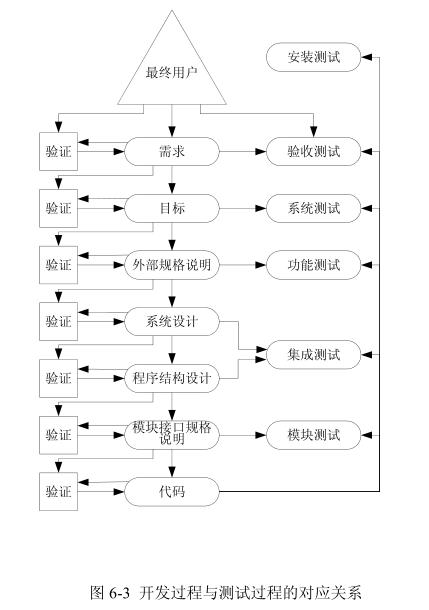 最终用户
安装测试
验证
需求
验收测试
验证
目标
系统测试
验证
外部规格说明
功能测试
验证
系统设计
集成测试
验证
程序结构设计
验证
模块接口规格
说明
模块测试
验证
代码
图 6-3 开发过程与测试过程的对应关系